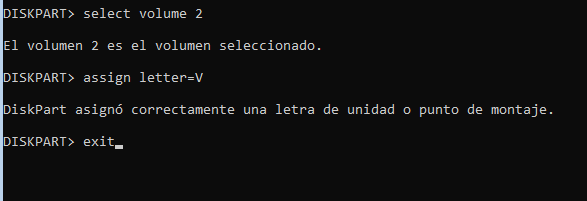 DISKPART> select volume 2
El volumen 2 es el volumen seleccionado.
DISKPART> assign letter=V
DiskPart asignó correctamente una letra de unidad o punto de montaje.
DISKPART> exit